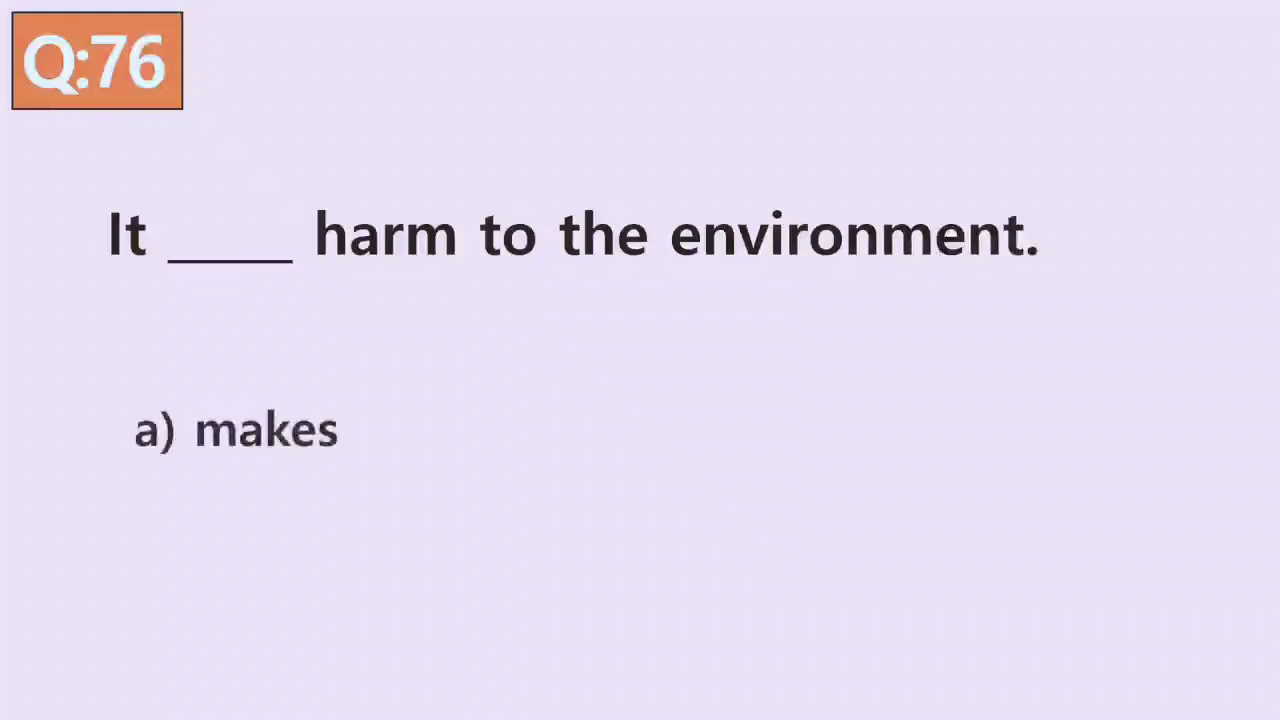 Q:76
It _____ harm to the environment.
a) makes